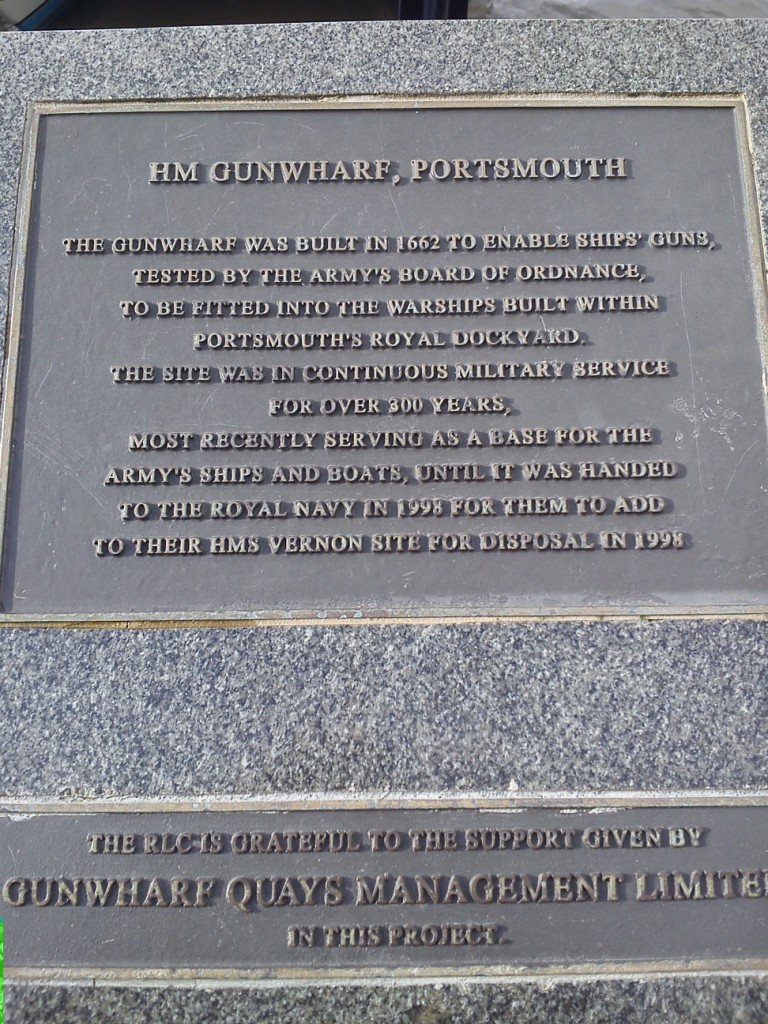 HM GUNWHARF, PORTSMOUTH
THE GUNWHARF WAS BUILT IN 1662 TO ENABLE SHIPS' GUNS,
TESTED BY THE ARMY'S BOARD OF ORDNANCE,
TO BE FITTED INTO THE WARSHIPS BUILT WITHIN
PORTSMOUTH'S ROYAL DOCKYARD.
THE SITE WAS IN CONTINUOUS MILITARY SERVICE
FOR OVER 300 YEARS,
MOST RECENTLY SERVING AS A BASE FOR THE
ARMY'S SHIPS AND BOATS, UNTIL IT WAS HANDED
TO THE ROYAL NAVY IN 1998 FOR THEM TO ADD
TO THEIR HMS VERNON SITE FOR DISPOSAL IN 1998
THE RLC IS GRATEFUL TO THE SUPPORT GIVEN BY
GUNWHARF QUAYS MANAGEMENT LIMITE
IN THIS PROJECT.